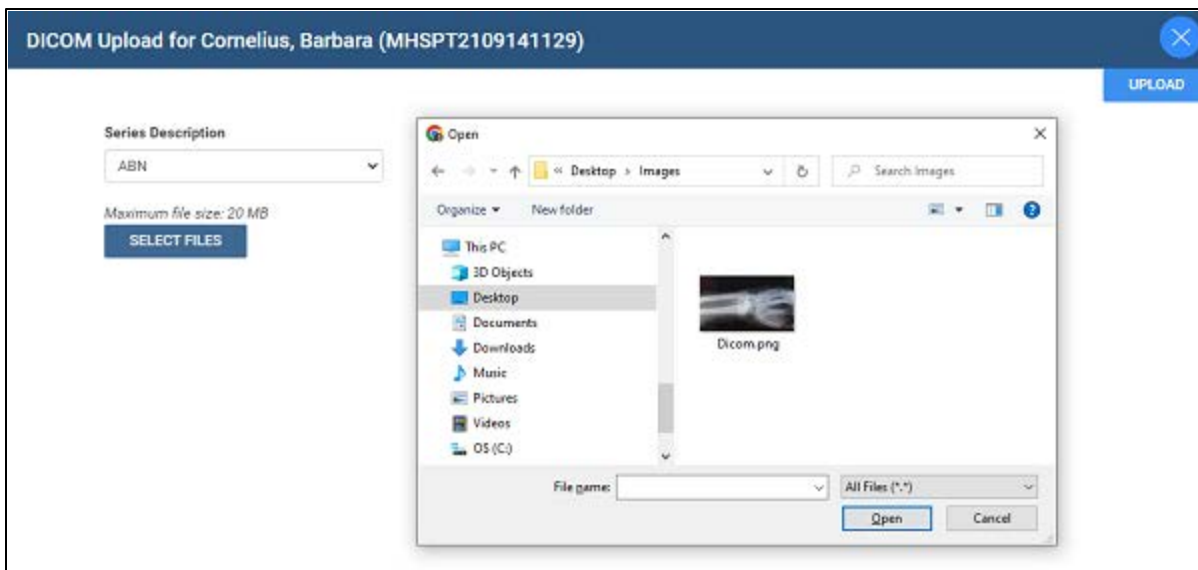 DICOM Upload for Cornelius, Barbara (MHSPT2109141129)
UPLOAD
Series Description
ABN
Maximum file size: 20 MB
SELECT FILES
Open
« Desktop › Images
Search Images
Organize
New folder
This PC
3D Objects
Desktop
Documents
Downloads
Music
Pictures
Videos
OS (C:)
Dicom.png
File name:
All Files (*.*)
Open
Cancel